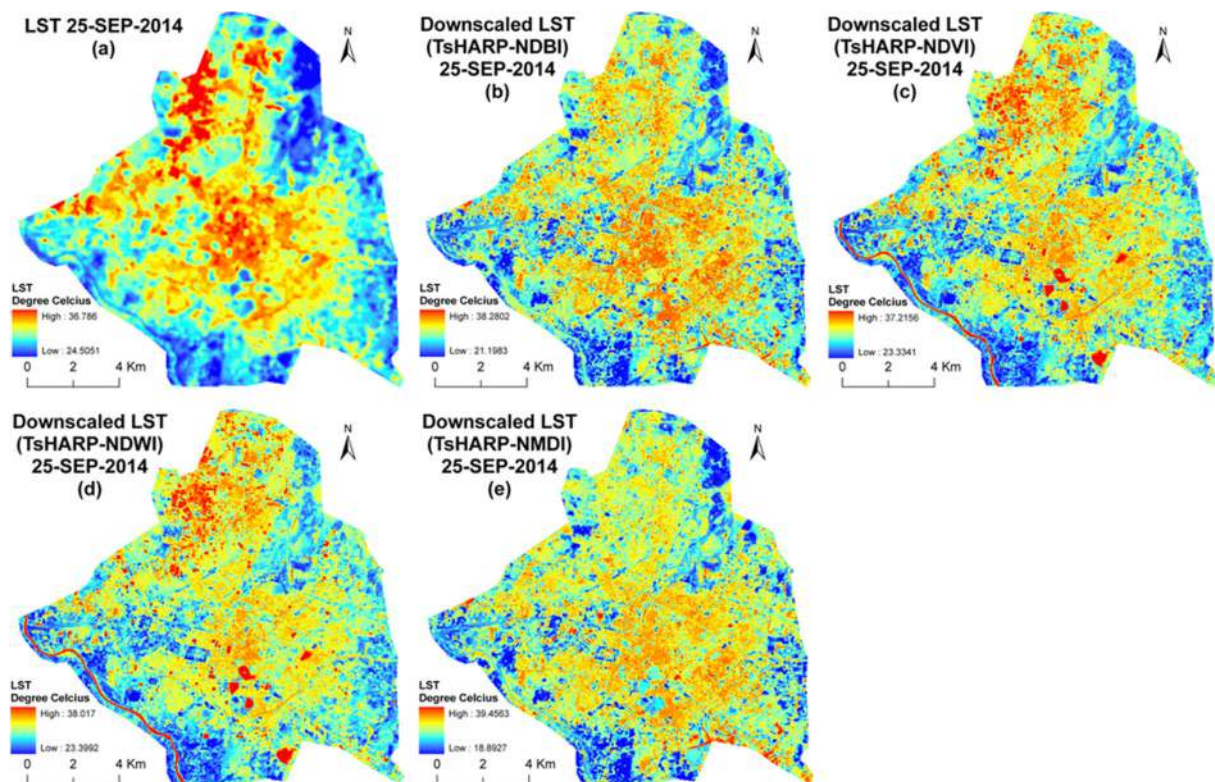 LST 25-SEP-2014
(a)
N
LST
Degree Celcius
High : 36.786
Low : 24.5051
0 2 4 Km
Downscaled LST
(TsHARP-NDBI)
25-SEP-2014
(b)
N
LST
Degree Celcius
High : 38.2802
Low : 21.1983
0 2 4 Km
Downscaled LST
(TsHARP-NDVI)
25-SEP-2014
(c)
N
LST
Degree Celcius
High : 37.2156
Low : 23.3341
0 2 4 Km
Downscaled LST
(TsHARP-NDWI)
25-SEP-2014
(d)
N
LST
Degree Celcius
High : 38.017
Low : 23.3992
0 2 4 Km
Downscaled LST
(TsHARP-NMDI)
25-SEP-2014
(e)
N
LST
Degree Celcius
High : 39.4563
Low : 18.8927
0 2 4 Km